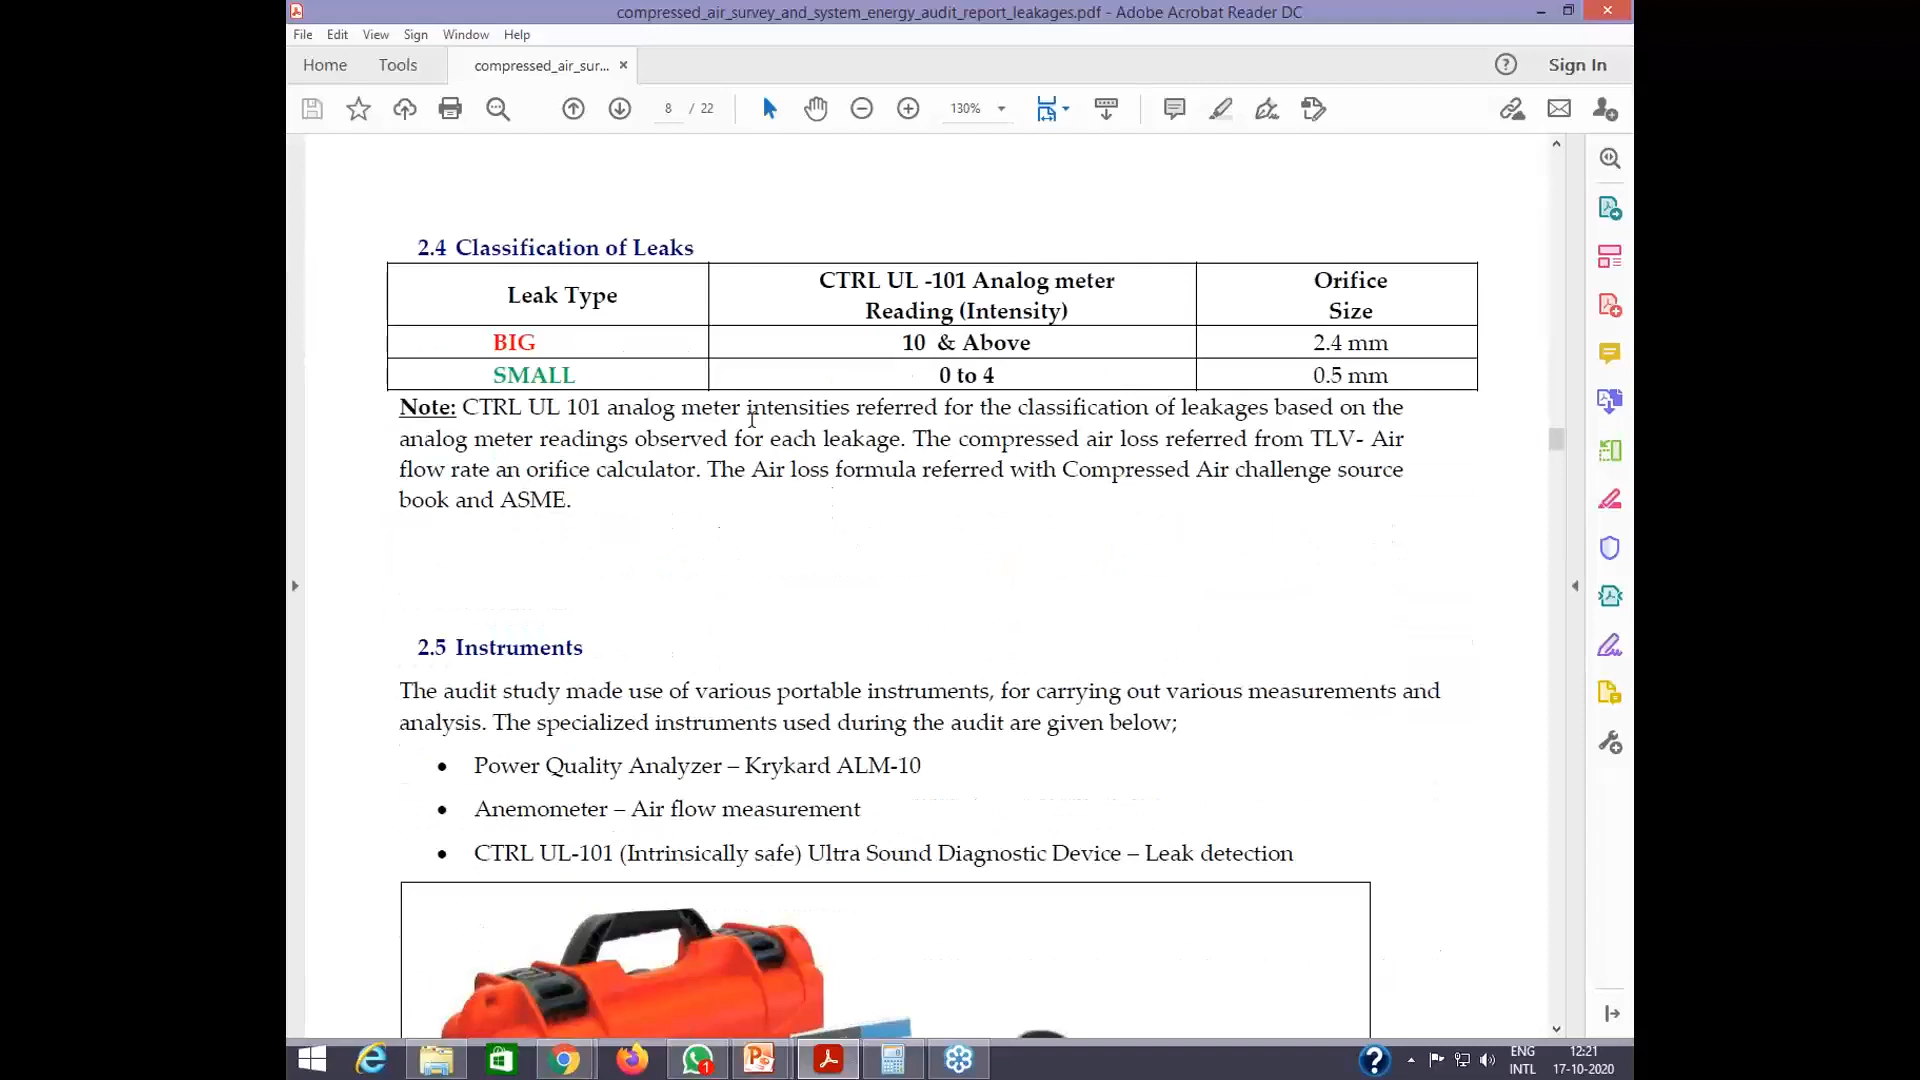 compressed_air_survey_and_system_energy_audit_report_leakages.pdf - Adobe Acrobat Reader DC
File Edit View Sign Window Help
Home Tools compressed_air_sur... × Sign In
8 / 22 130%
2.4 Classification of Leaks
Leak Type CTRL UL -101 Analog meter Reading (Intensity) Orifice Size
BIG 10 & Above 2.4 mm
SMALL 0 to 4 0.5 mm
Note: CTRL UL 101 analog meter intensities referred for the classification of leakages based on the
analog meter readings observed for each leakage. The compressed air loss referred from TLV- Air
flow rate an orifice calculator. The Air loss formula referred with Compressed Air challenge source
book and ASME.
2.5 Instruments
The audit study made use of various portable instruments, for carrying out various measurements and
analysis. The specialized instruments used during the audit are given below;
• Power Quality Analyzer – Krykard ALM-10
• Anemometer – Air flow measurement
• CTRL UL-101 (Intrinsically safe) Ultra Sound Diagnostic Device – Leak detection
1
ENG 12:21
INTL 17-10-2020